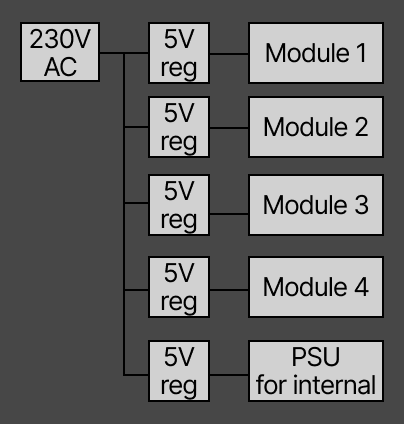 230V
AC
5V
reg
Module 1
5V
reg
Module 2
5V
reg
Module 3
5V
reg
Module 4
5V
reg
PSU
for internal